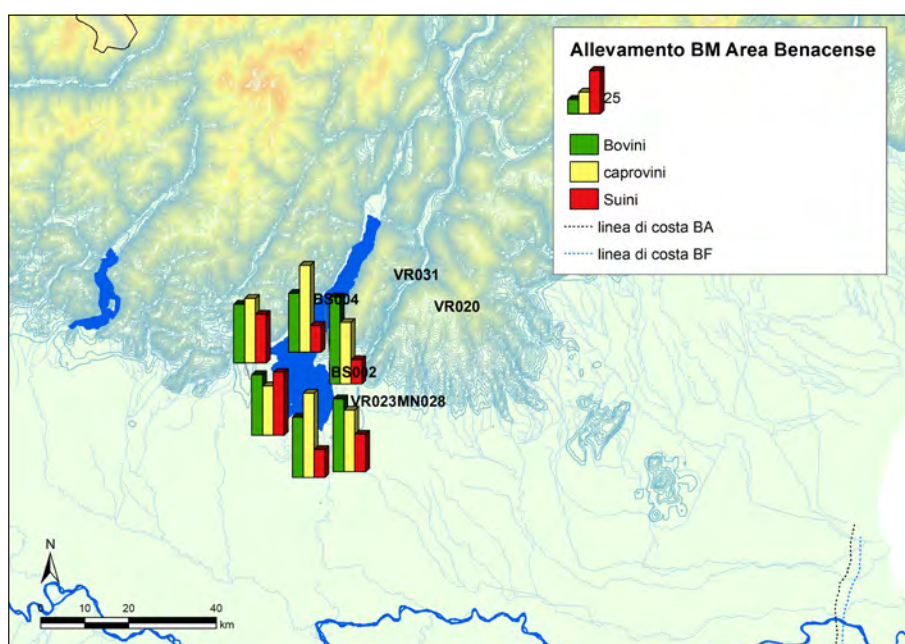 Allevamento BM Area Benacense
25
Bovini
caprovini
Suini
linea di costa BA
linea di costa BF
VR031
BS004
VR020
BS002
VR023MN028
N
0 10 20 40
km